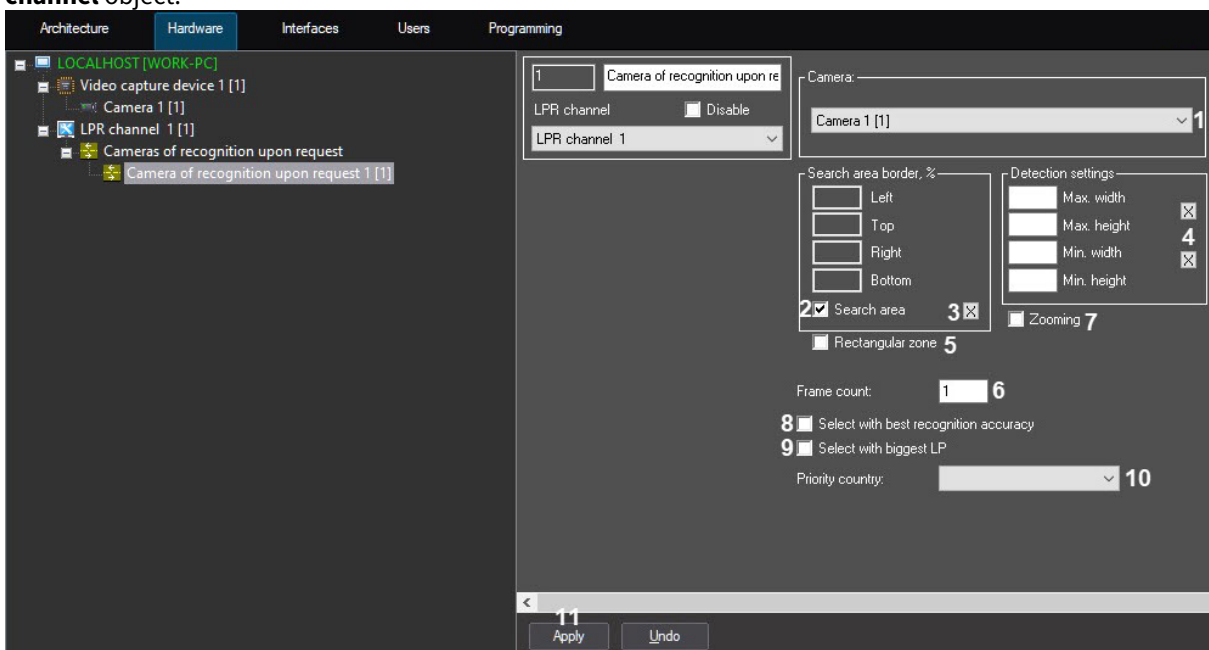 channel object.
Architecture Hardware Interfaces Users Programming
LOCALHOST [WORK-PC]
Video capture device 1 [1]
Camera 1 [1]
LPR channel 1 [1]
Cameras of recognition upon request
Camera of recognition upon request 1 [1]
1 Camera of recognition upon re
LPR channel Disable
LPR channel 1
Camera:
Camera 1 [1] 1
Search area border, %
Left
Top
Right
Bottom
2 Search area 3
Detection settings
Max. width
Max. height
4
Min. width
Min. height
Rectangular zone 5
Zooming 7
Frame count: 1 6
8 Select with best recognition accuracy
9 Select with biggest LP
Priority country: 10
11
Apply Undo